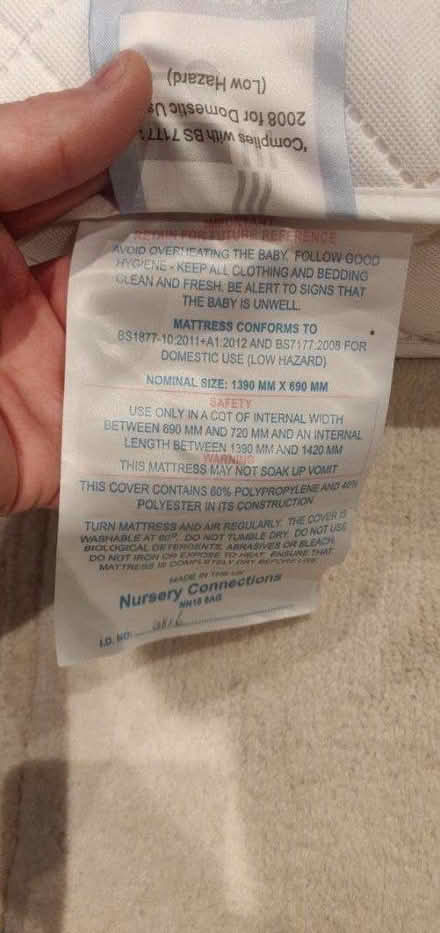 (Low Hazard)
2008 for Domestic Us
"Complies with BS 7177:
IMPORTANT
RETAIN FOR FUTURE REFERENCE
AVOID OVERHEATING THE BABY. FOLLOW GOOD
HYGIENE - KEEP ALL CLOTHING AND BEDDING
CLEAN AND FRESH. BE ALERT TO SIGNS THAT
THE BABY IS UNWELL.
MATTRESS CONFORMS TO
BS1877-10:2011+A1:2012 AND BS7177:2008 FOR
DOMESTIC USE (LOW HAZARD)
NOMINAL SIZE: 1390 MM X 690 MM
SAFETY
USE ONLY IN A COT OF INTERNAL WIDTH
BETWEEN 690 MM AND 720 MM AND AN INTERNAL
LENGTH BETWEEN 1390 MM AND 1420 MM
WARNING
THIS MATTRESS MAY NOT SOAK UP VOMIT
THIS COVER CONTAINS 60% POLYPROPYLENE AND 40%
POLYESTER IN ITS CONSTRUCTION
TURN MATTRESS AND AIR REGULARLY. THE COVER IS
WASHABLE AT 60°. DO NOT TUMBLE DRY. DO NOT USE
BIOLOGICAL DETERGENTS, ABRASIVES OR BLEACH.
DO NOT IRON OR EXPOSE TO HEAT. ENSURE THAT
MATTRESS IS COMPLETELY DRY BEFORE USE.
MADE IN THE UK
Nursery Connections
I.D. NO: